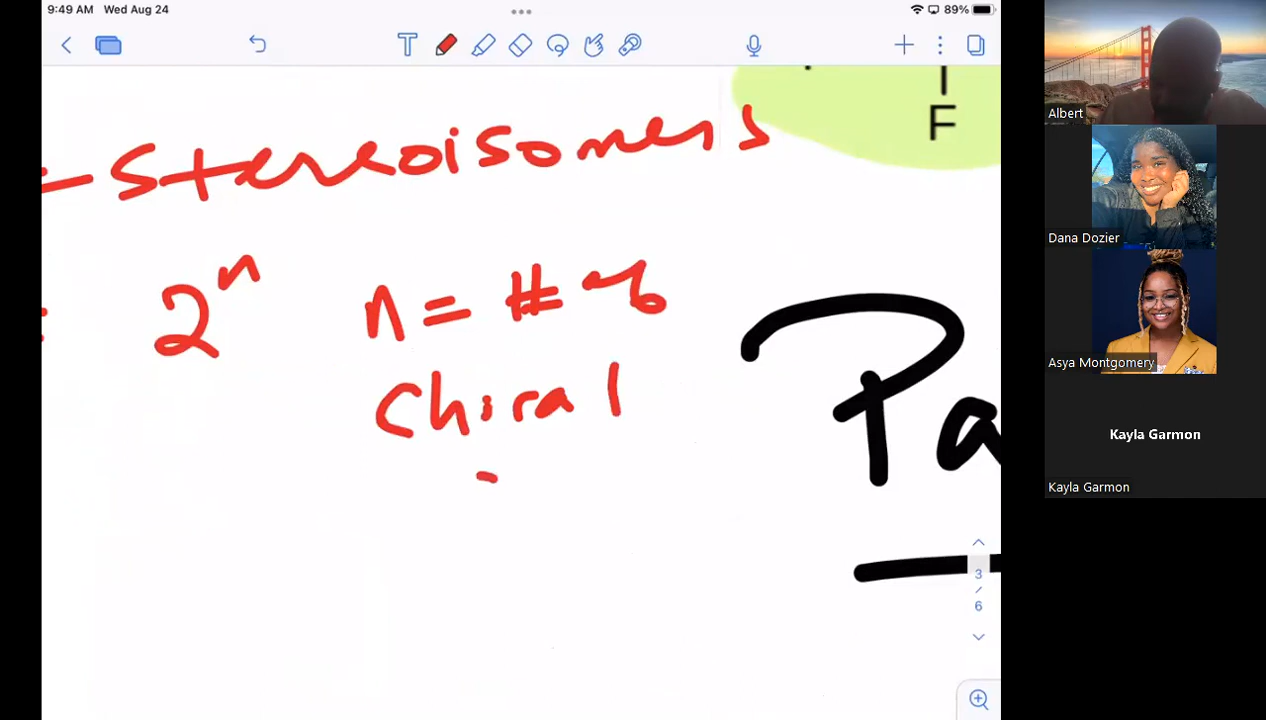 9:49 AM Wed Aug 24
89%
T
F
-Stereoisomers
2^n n = # of
Chiral
Pa
3
/
6
Albert
Dana Dozier
Asya Montgomery
Kayla Garmon
Kayla Garmon